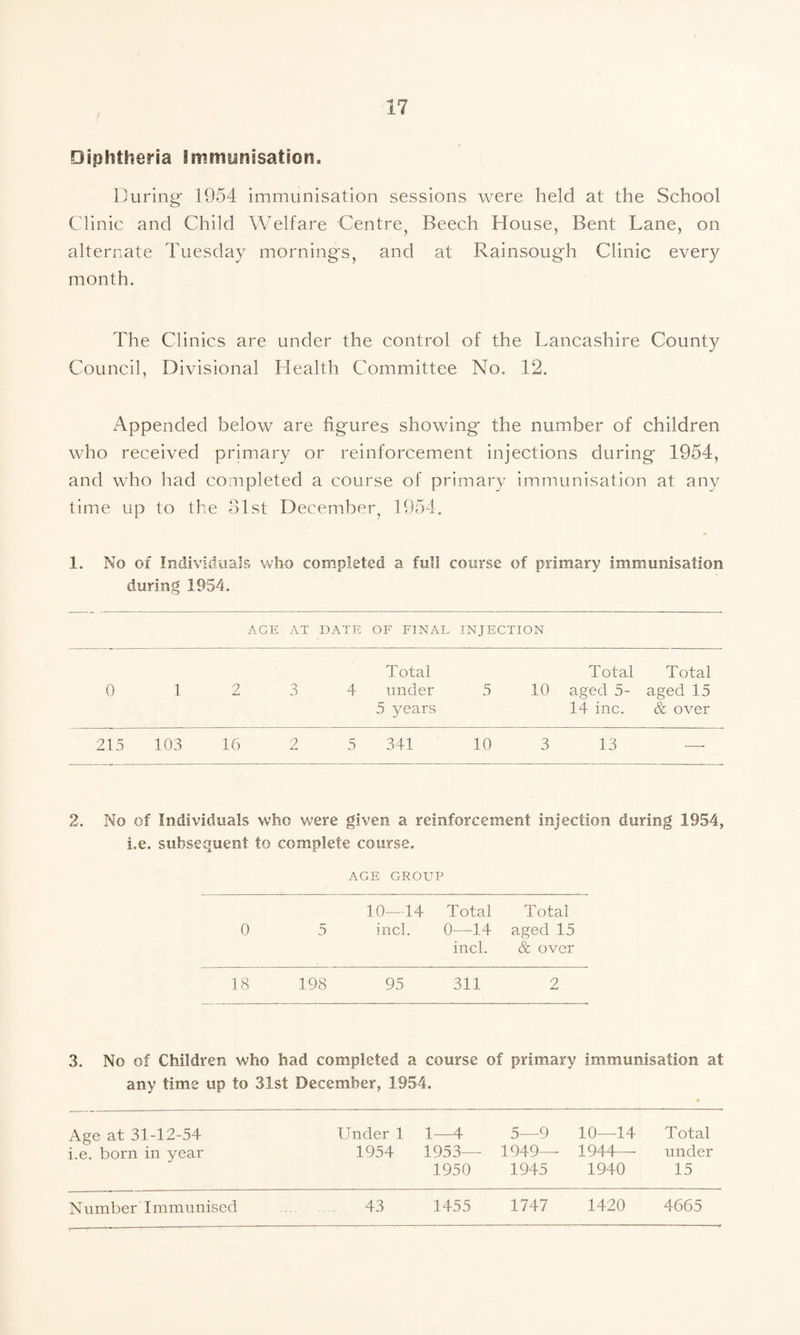 17
Diphtheria Immunisation.
During 1954 immunisation sessions were held at the School
Clinic and Child Welfare Centre, Beech House, Bent Lane, on
alternate Tuesday mornings, and at Rainsough Clinic every
month.
The Clinics are under the control of the Lancashire County
Council, Divisional Health Committee No. 12.
Appended below are figures showing the number of children
who received primary or reinforcement injections during 1954,
and who had completed a course of primary immunisation at any
time up to the 31st December, 1954.
1. No of Individuals who completed a full course of primary immunisation
during 1954.
AGE AT DATE OF FINAL INJECTION
Total Total Total
0 1 2 3 4 under 5 10 aged 5- aged 15
5 years 14 inc. & over
215 103 16 2 5 341 10 3 13 —
2. No of Individuals who were given a reinforcement injection during 1954,
i.e. subsequent to complete course.
AGE GROUP
10—14 Total Total
0 5 incl. 0—14 aged 15
incl. & over
18 198 95 311 2
3. No of Children who had completed a course of primary immunisation at
any time up to 31st December, 1954.
Age at 31-12-54 Under 1 1—4 5—9 10—14 Total
i.e. born in year 1954 1953— 1949— 1944— under
1950 1945 1940 15
Number Immunised .... .... 43 1455 1747 1420 4665